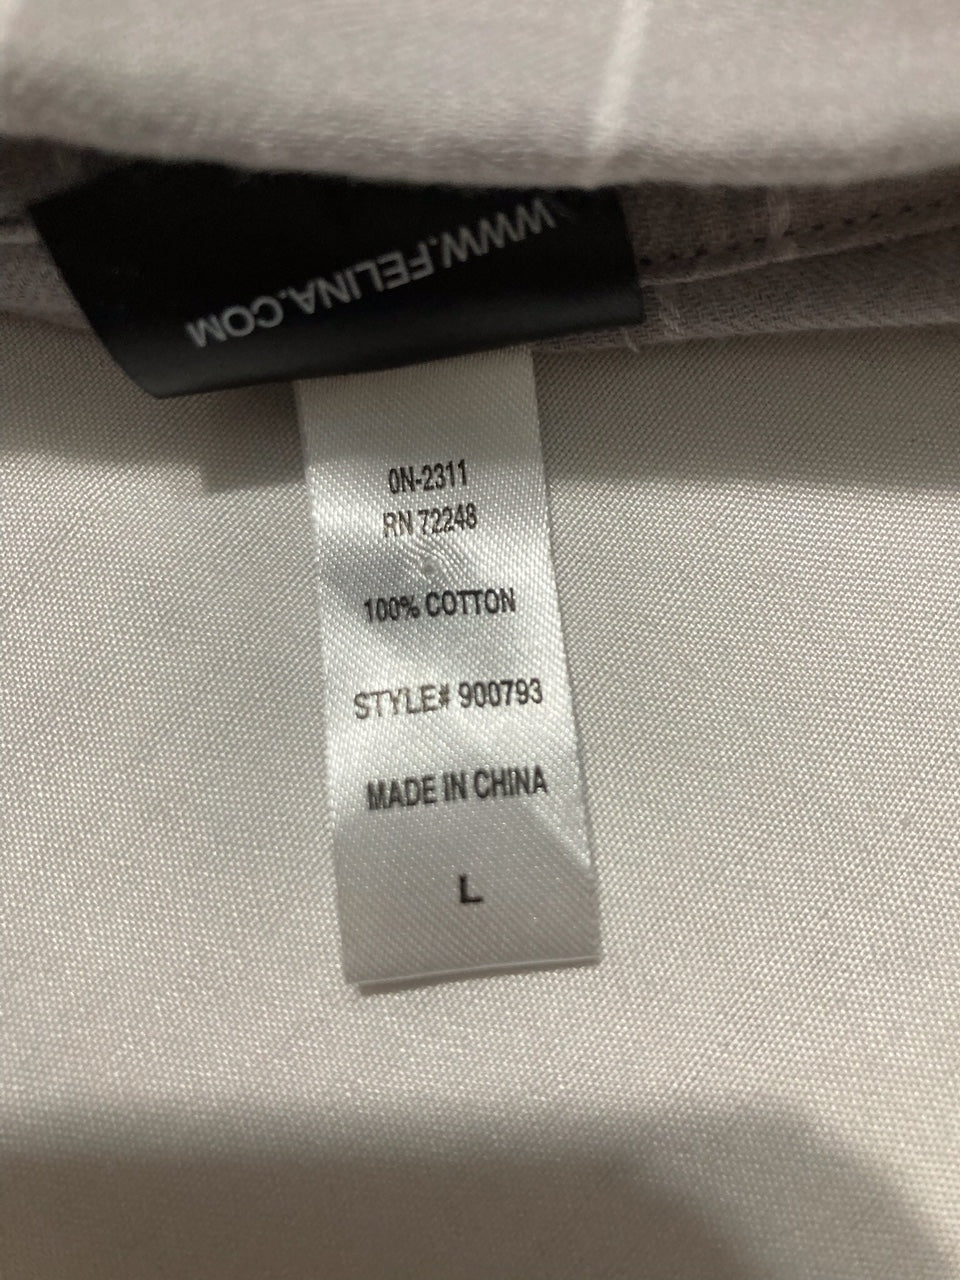 WWW.FELINA.COM
0N-2311
RN 72248
100% COTTON
STYLE# 900793
MADE IN CHINA
L